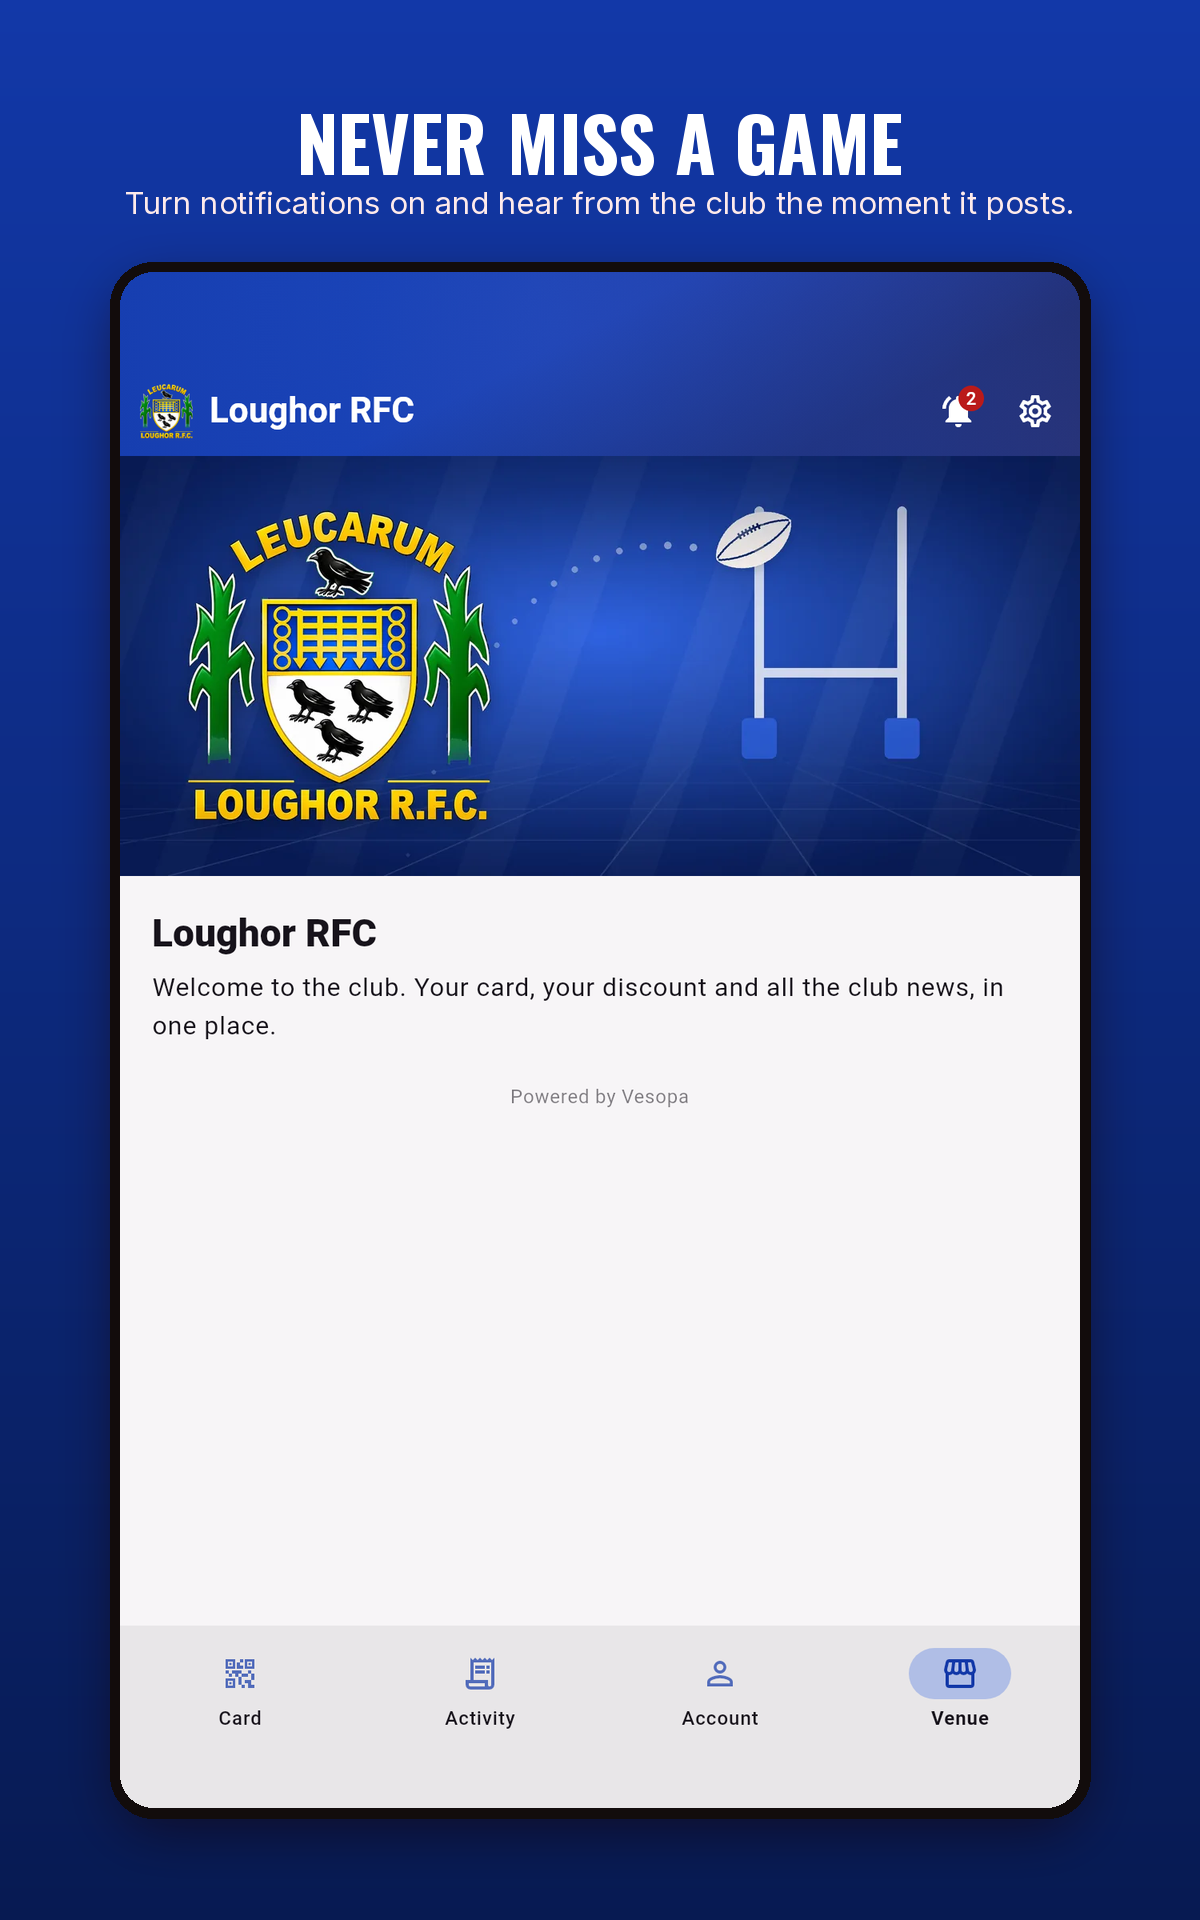 NEVER MISS A GAME
Turn notifications on and hear from the club the moment it posts.
LEUCARUM
LOUGHOR R.F.C.
Loughor RFC
2
LEUCARUM
LOUGHOR R.F.C.
Loughor RFC
Welcome to the club. Your card, your discount and all the club news, in
one place.
Powered by Vesopa
Card
Activity
Account
Venue